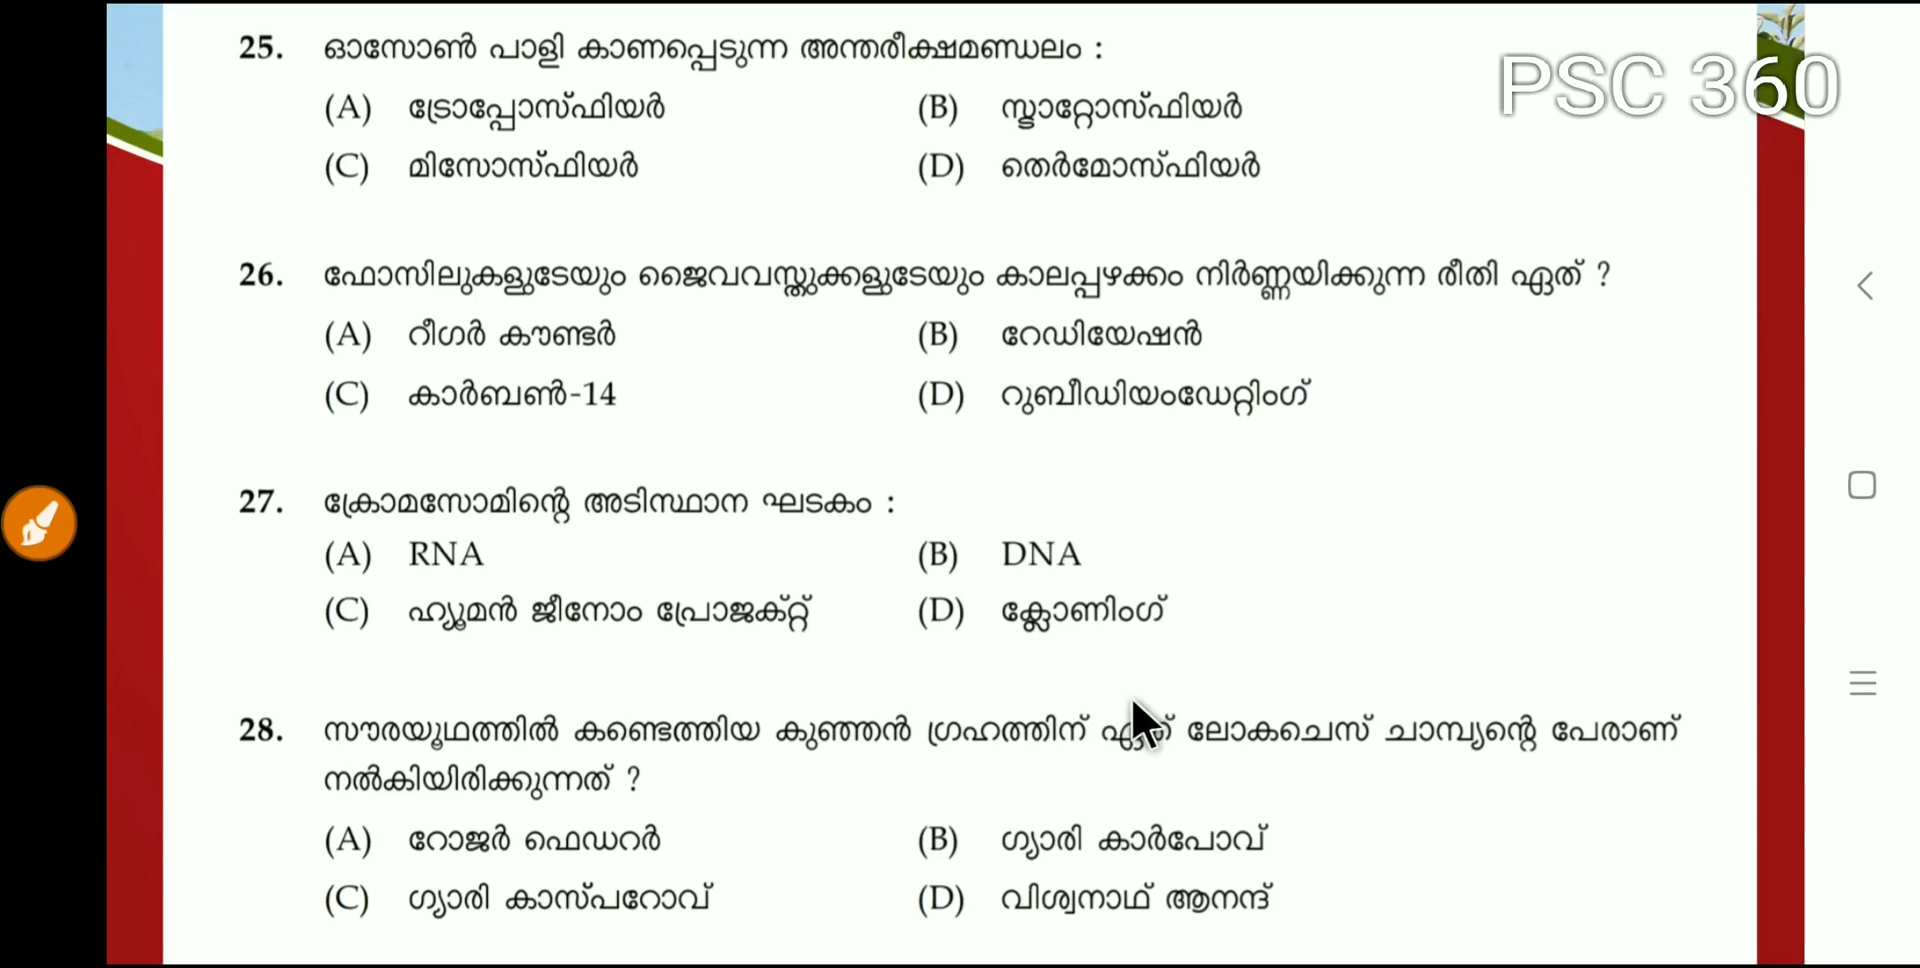 PSC 360
25. ഓസോൺ പാളി കാണപ്പെടുന്ന അന്തരീക്ഷമണ്ഡലം :
(A) ട്രോപ്പോസ്ഫിയർ (B) സ്ട്രാറ്റോസ്ഫിയർ
(C) മിസോസ്ഫിയർ (D) തെർമോസ്ഫിയർ
26. ഫോസിലുകളുടേയും ജൈവവസ്തുക്കളുടേയും കാലപ്പഴക്കം നിർണ്ണയിക്കുന്ന രീതി ഏത് ?
(A) റീഗർ കൗണ്ടർ (B) റേഡിയേഷൻ
(C) കാർബൺ-14 (D) റുബീഡിയംഡേറ്റിംഗ്
27. ക്രോമസോമിന്റെ അടിസ്ഥാന ഘടകം :
(A) RNA (B) DNA
(C) ഹ്യൂമൻ ജീനോം പ്രോജക്റ്റ് (D) ക്ലോണിംഗ്
28. സൗരയൂഥത്തിൽ കണ്ടെത്തിയ കുഞ്ഞൻ ഗ്രഹത്തിന് ഏത് ലോകചെസ് ചാമ്പ്യന്റെ പേരാണ്
നൽകിയിരിക്കുന്നത് ?
(A) റോജർ ഫെഡറർ (B) ഗ്യാരി കാർപോവ്
(C) ഗ്യാരി കാസ്പറോവ് (D) വിശ്വനാഥ് ആനന്ദ്